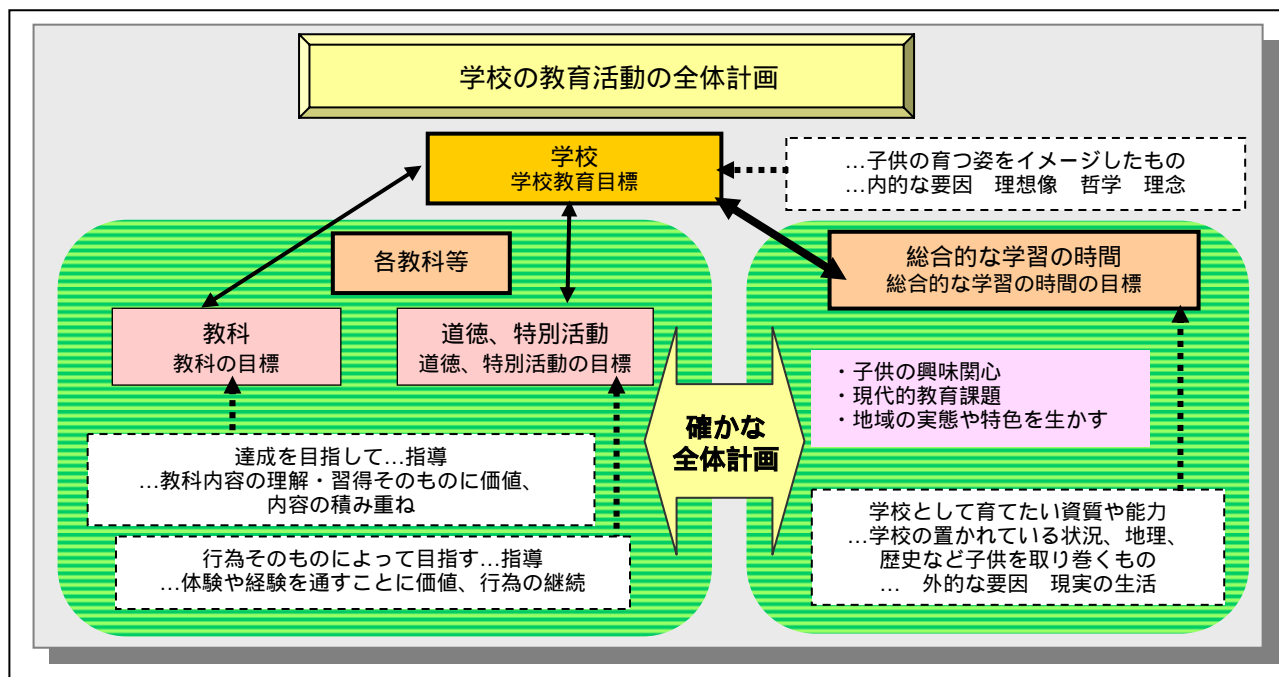 学校の教育活動の全体計画
学校
学校教育目標
…子供の育つ姿をイメージしたもの
…内的な要因　理想像　哲学　理念
各教科等
総合的な学習の時間
総合的な学習の時間の目標
教科
教科の目標
道徳、特別活動
道徳、特別活動の目標
・子供の興味関心
・現代的教育課題
・地域の実態や特色を生かす
確かな
全体計画
達成を目指して…指導
…教科内容の理解・習得そのものに価値、
内容の積み重ね
行為そのものによって目指す…指導
…体験や経験を通すことに価値、行為の継続
学校として育てたい資質や能力
…学校の置かれている状況、地理、
歴史など子供を取り巻くもの
…　外的な要因　現実の生活